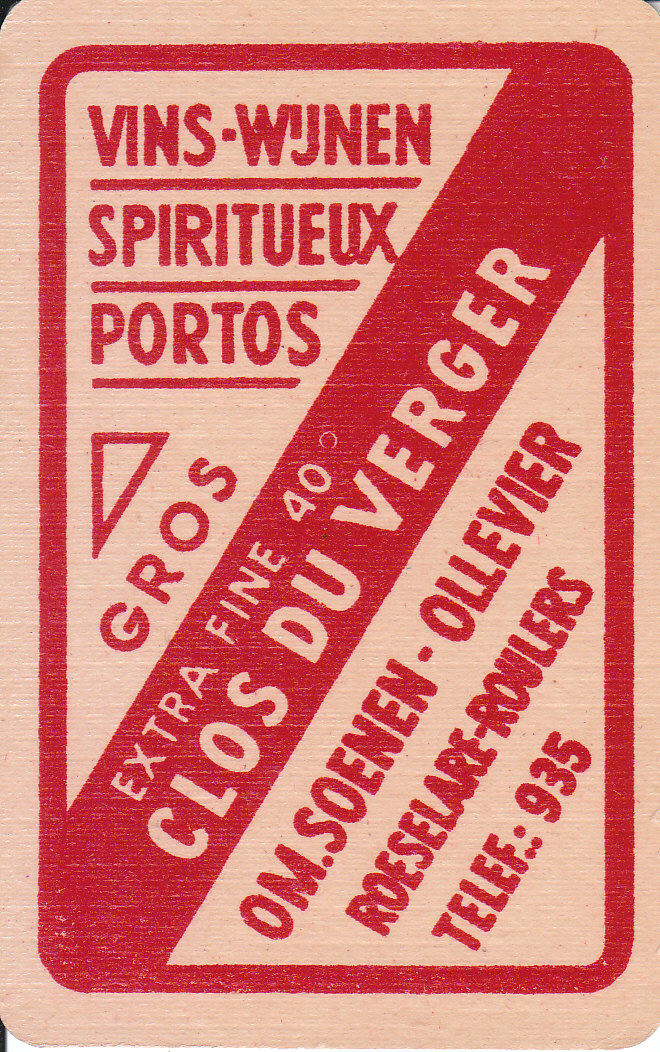 VINS-WIJNEN
SPIRITUEUX
PORTOS
GROS
EXTRA FINE 40°
CLOS DU VERGER
OM.SOENEN-OLLEVIER
ROESELARE-ROULERS
TELEF.: 935